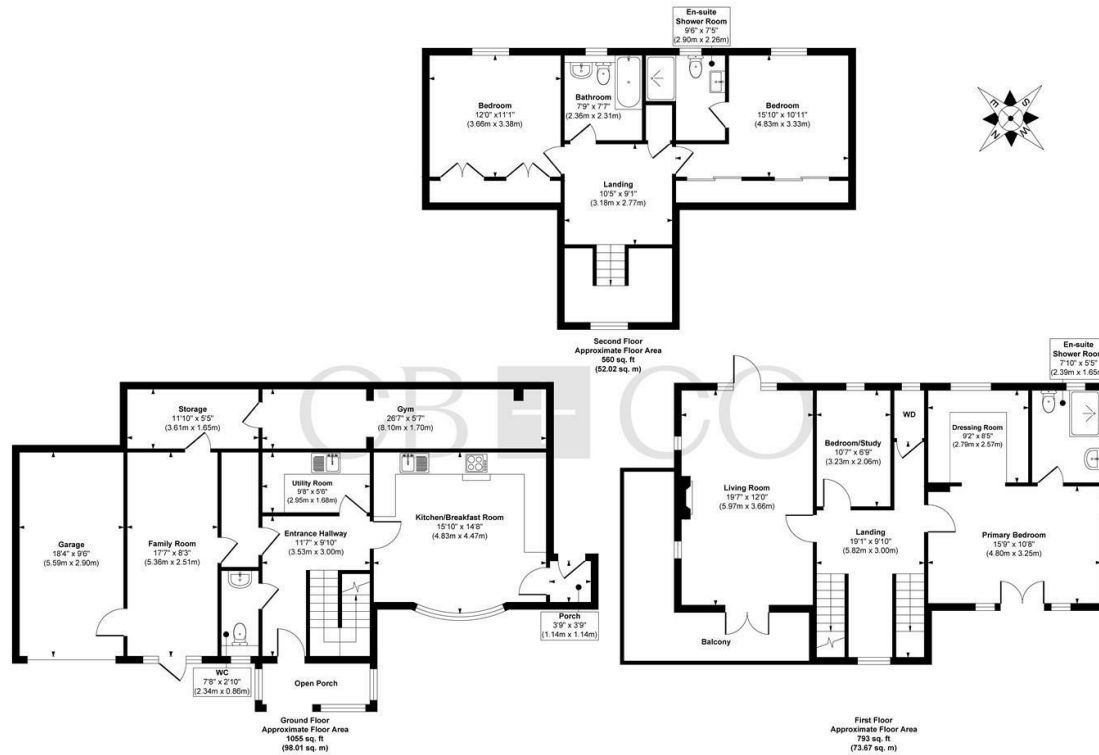 En-suite
Shower Room
9'6" x 7'5"
(2.90m x 2.26m)
Bedroom
12'0" x11'1"
(3.66m x 3.38m)
Bathroom
7'9" x 7'7"
(2.36m x 2.31m)
Bedroom
15'10" x 10'11"
(4.83m x 3.33m)
Landing
10'5" x 9'1"
(3.18m x 2.77m)
S
E
W
N
Second Floor
Approximate Floor Area
560 sq. ft
(52.02 sq. m)
CB+CO
Storage
11'10" x 5'5"
(3.61m x 1.65m)
Gym
26'7" x 5'7"
(8.10m x 1.70m)
Utility Room
9'8" x 5'6"
(2.95m x 1.68m)
Kitchen/Breakfast Room
15'10" x 14'8"
(4.83m x 4.47m)
Garage
18'4" x 9'6"
(5.59m x 2.90m)
Family Room
17'7" x 8'3"
(5.36m x 2.51m)
Entrance Hallway
11'7" x 9'10"
(3.53m x 3.00m)
Porch
3'9" x 3'9"
(1.14m x 1.14m)
WC
7'8" x 2'10"
(2.34m x 0.86m)
Open Porch
Ground Floor
Approximate Floor Area
1055 sq. ft
(98.01 sq. m)
En-suite
Shower Room
7'10" x 5'5"
(2.39m x 1.65m)
WD
Dressing Room
9'2" x 8'5"
(2.79m x 2.57m)
Bedroom/Study
10'7" x 6'9"
(3.23m x 2.06m)
Living Room
19'7" x 12'0"
(5.97m x 3.66m)
Landing
19'1" x 9'10"
(5.82m x 3.00m)
Primary Bedroom
15'9" x 10'8"
(4.80m x 3.25m)
Balcony
First Floor
Approximate Floor Area
793 sq. ft
(73.67 sq. m)